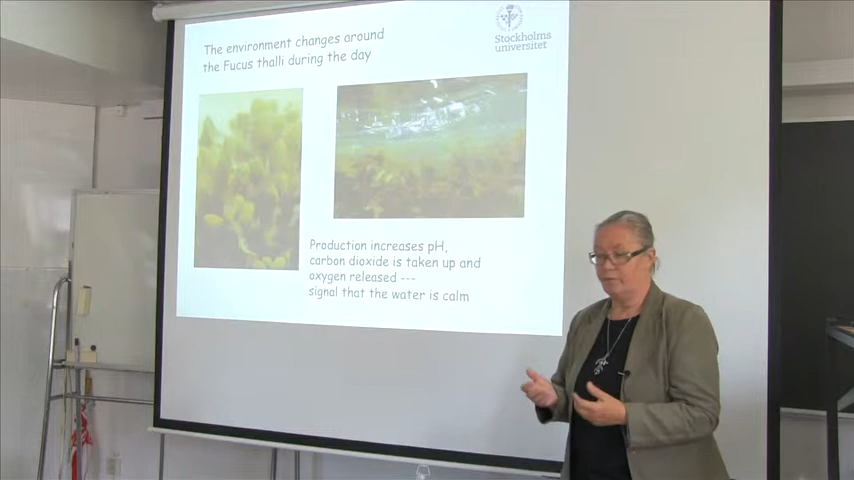 The environment changes around
the Fucus thalli during the day
Stockholms
universitet
Production increases pH,
carbon dioxide is taken up and
oxygen released ---
signal that the water is calm